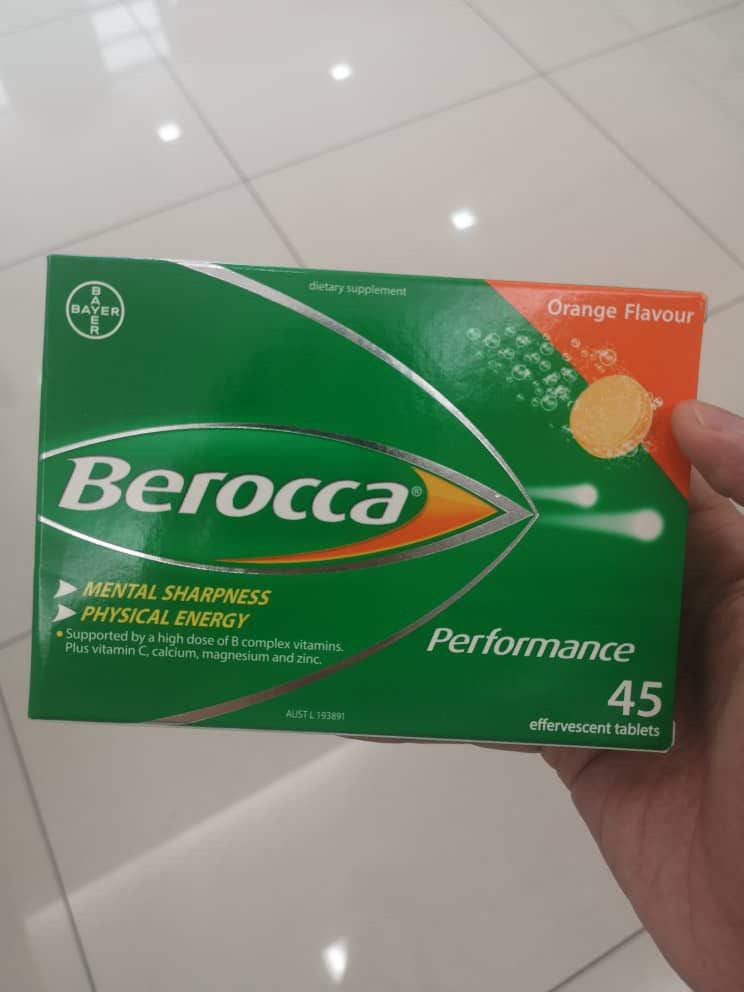 BAYER
BAYER
dietary supplement
Orange Flavour
Berocca®
MENTAL SHARPNESS
PHYSICAL ENERGY
• Supported by a high dose of B complex vitamins.
Plus vitamin C, calcium, magnesium and zinc.
Performance
45
effervescent tablets
AUST L 193891